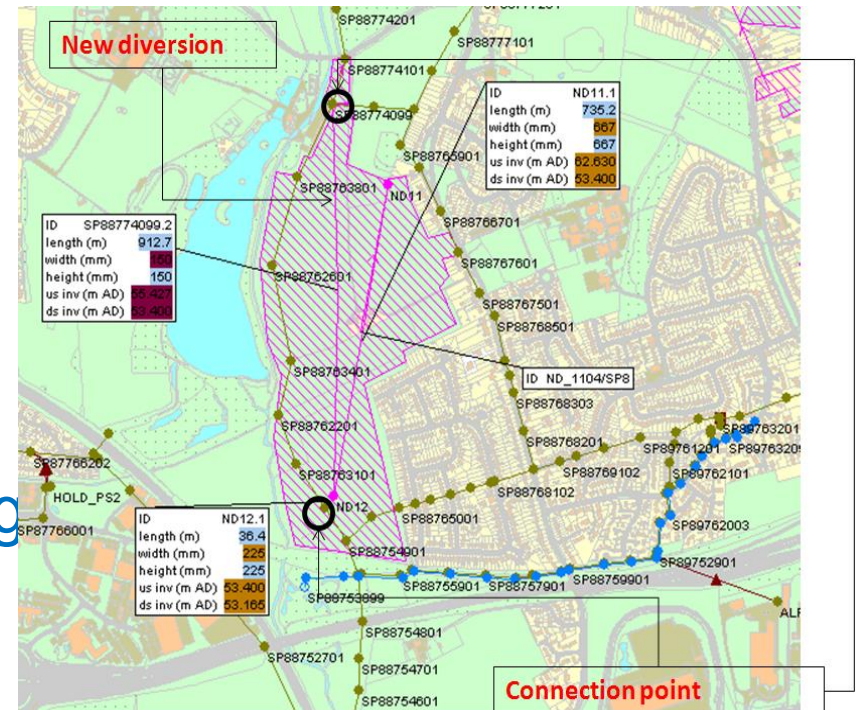 SP88774201
New diversion
SP88777101
SP88774101
SP88774099
ID ND11.1
length (m) 735.2
width (mm) 667
height (mm) 667
us inv (m AD) 62.630
ds inv (m AD) 53.400
SP88765901
SP88763801
ND11
SP88766701
ID SP88774099.2
length (m) 912.7
width (mm) 150
height (mm) 150
us inv (m AD) 55.427
ds inv (m AD) 53.400
SP88762601
SP88767601
SP88767501
SP88768501
SP88763401
ID ND_1104/SP8
SP88768303
SP88762201
SP88768201
SP89761201
SP89763201
SP8976320
SP87766202
SP88763101
SP88769102
SP89762101
HOLD_PS2
SP88768102
g
ND12
SP88765001
SP87766001
ID ND12.1
length (m) 36.4
width (mm) 225
height (mm) 225
us inv (m AD) 53.400
ds inv (m AD) 53.165
SP89762003
SP88754901
SP89752901
SP88753899
SP88755901
SP88757901
SP88759901
SP88754801
SP88752701
SP88754701
SP88754601
Connection point